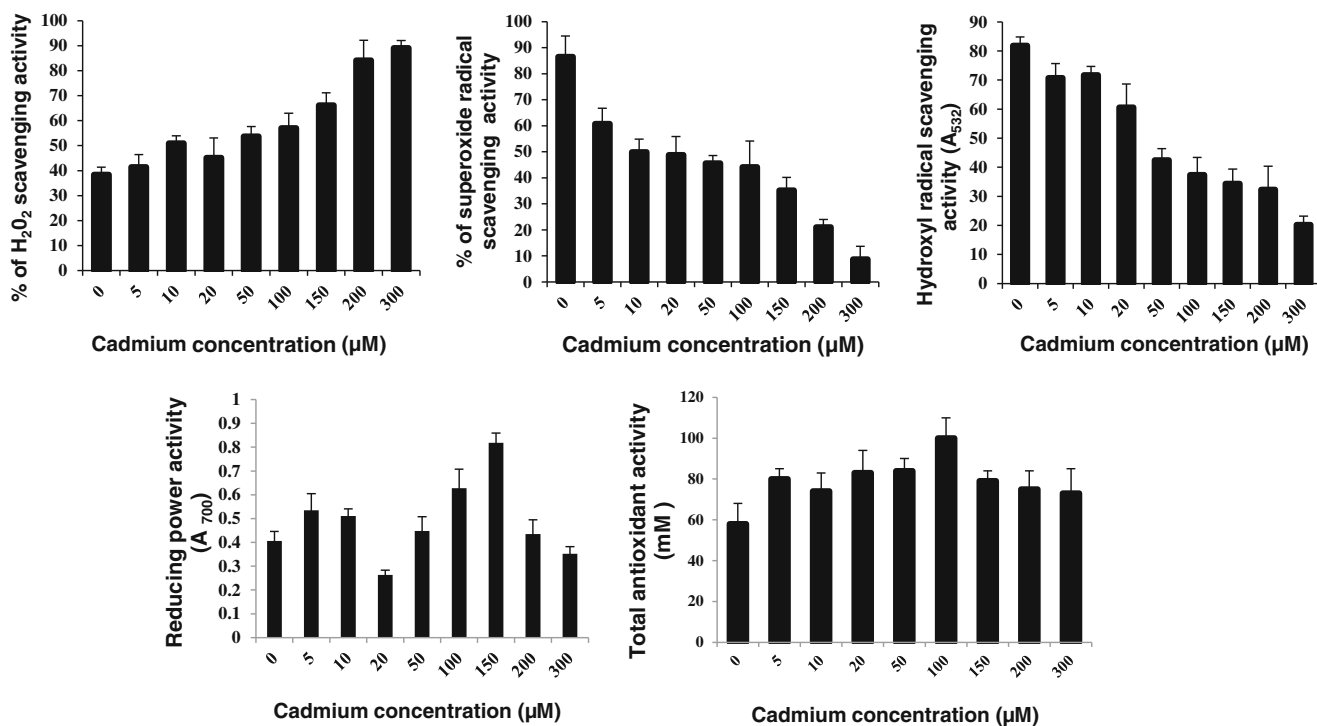 % of H₂0₂ scavenging activity
100
90
80
70
60
50
40
30
20
10
0
0 5 10 20 50 100 150 200 300
Cadmium concentration (µM)
% of superoxide radical
scavenging activity
100
90
80
70
60
50
40
30
20
10
0
0 5 10 20 50 100 150 200 300
Cadmium concentration (µM)
Hydroxyl radical scavenging
activity (A₅₃₂)
90
80
70
60
50
40
30
20
10
0
0 5 10 20 50 100 150 200 300
Cadmium concentration (µM)
Reducing power activity
(A ₇₀₀)
1
0.9
0.8
0.7
0.6
0.5
0.4
0.3
0.2
0.1
0
0 5 10 20 50 100 150 200 300
Cadmium concentration (µM)
Total antioxidant activity
(mM )
120
100
80
60
40
20
0
0 5 10 20 50 100 150 200 300
Cadmium concentration (µM)